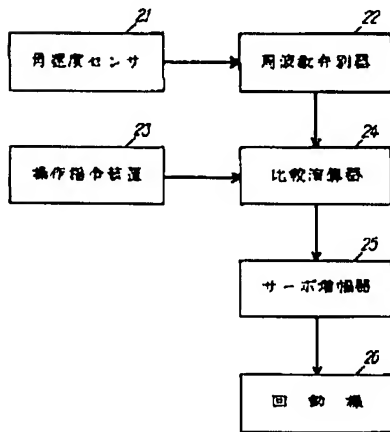 21
角速度センサ
22
周波数弁別器
23
操作指令装置
24
比較演算器
25
サーボ増幅器
26
回動機